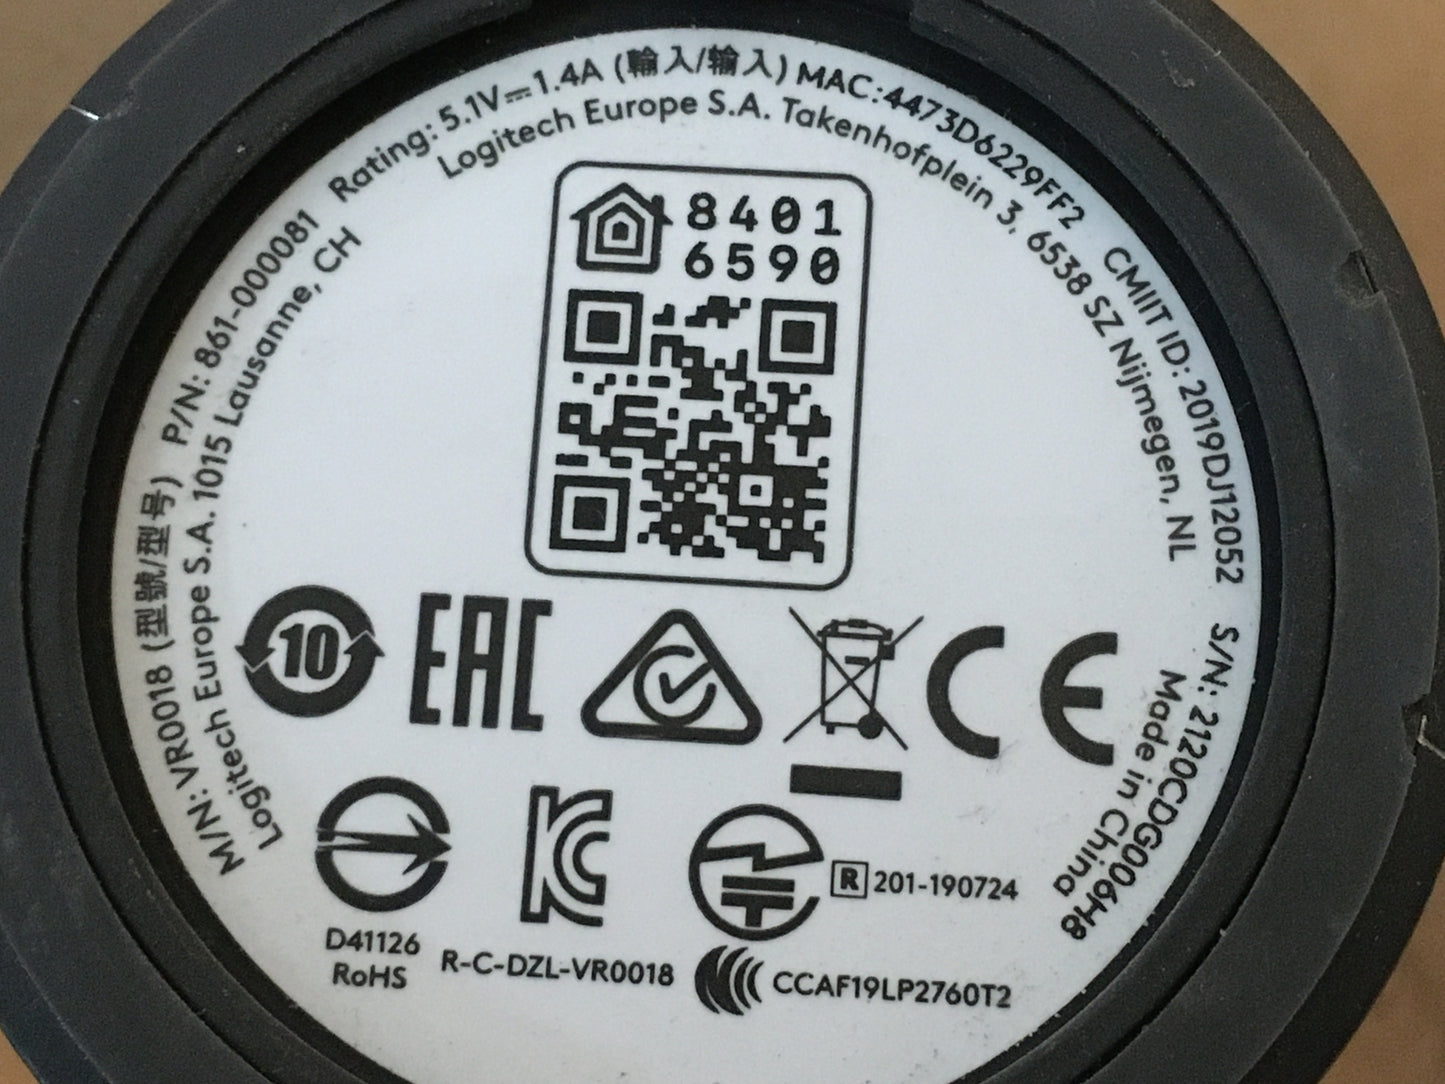 M/N: VR0018 (型號/型号) P/N: 861-000081 Rating: 5.1V⎓1.4A (輸入/输入) MAC:4473D6229FF2 CMIIT ID: 2019DJ12052 S/N: 2120CDG006H8
Logitech Europe S.A. 1015 Lausanne, CH
Logitech Europe S.A. Takenhofplein 3, 6538 SZ Nijmegen, NL
Made in China
8401
6590
10
EAC
CE
KC
R 201-190724
D41126
RoHS
R-C-DZL-VR0018
CCAF19LP2760T2